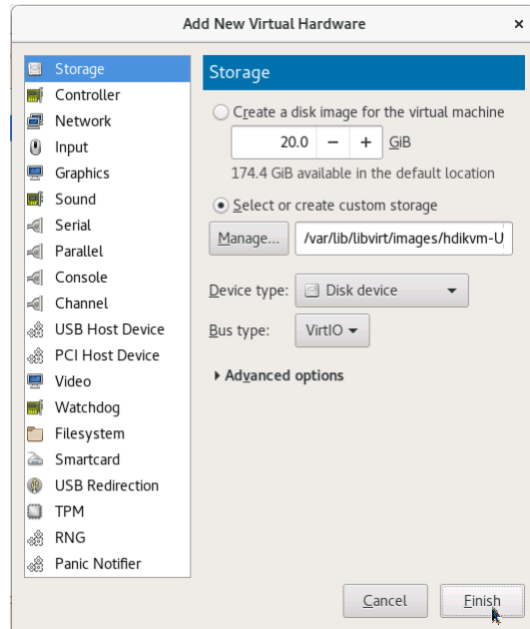 Add New Virtual Hardware
×
Storage
Controller
Network
Input
Graphics
Sound
Serial
Parallel
Console
Channel
USB Host Device
PCI Host Device
Video
Watchdog
Filesystem
Smartcard
USB Redirection
TPM
RNG
Panic Notifier
Storage
Create a disk image for the virtual machine
20.0 − + GiB
174.4 GiB available in the default location
Select or create custom storage
Manage... /var/lib/libvirt/images/hdikvm-U
Device type: Disk device
Bus type: VirtIO
Advanced options
Cancel Finish